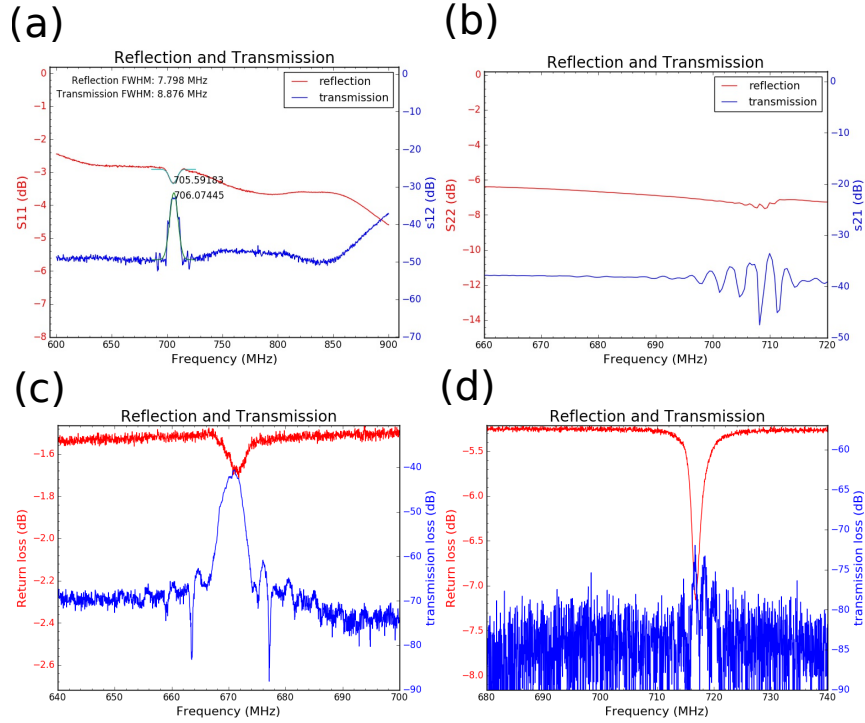 (a)
Reflection and Transmission
Reflection FWHM: 7.798 MHz
Transmission FWHM: 8.876 MHz
reflection
transmission
705.59183
706.07445
0
−1
−2
−3
−4
−5
−6
−7
−8
S11 (dB)
0
−10
−20
−30
−40
−50
−60
−70
s12 (dB)
600 650 700 750 800 850 900
Frequency (MHz)
(b)
Reflection and Transmission
reflection
transmission
0
−2
−4
−6
−8
−10
−12
−14
S22 (dB)
0
−10
−20
−30
−40
−50
s21 (dB)
660 670 680 690 700 710 720
Frequency (MHz)
(c)
Reflection and Transmission
−1.6
−1.8
−2.0
−2.2
−2.4
−2.6
Return loss (dB)
−40
−50
−60
−70
−80
−90
transmission loss (dB)
640 650 660 670 680 690 700
Frequency (MHz)
(d)
Reflection and Transmission
−5.5
−6.0
−6.5
−7.0
−7.5
−8.0
Return loss (dB)
−60
−65
−70
−75
−80
−85
−90
transmission loss (dB)
680 690 700 710 720 730 740
Frequency (MHz)